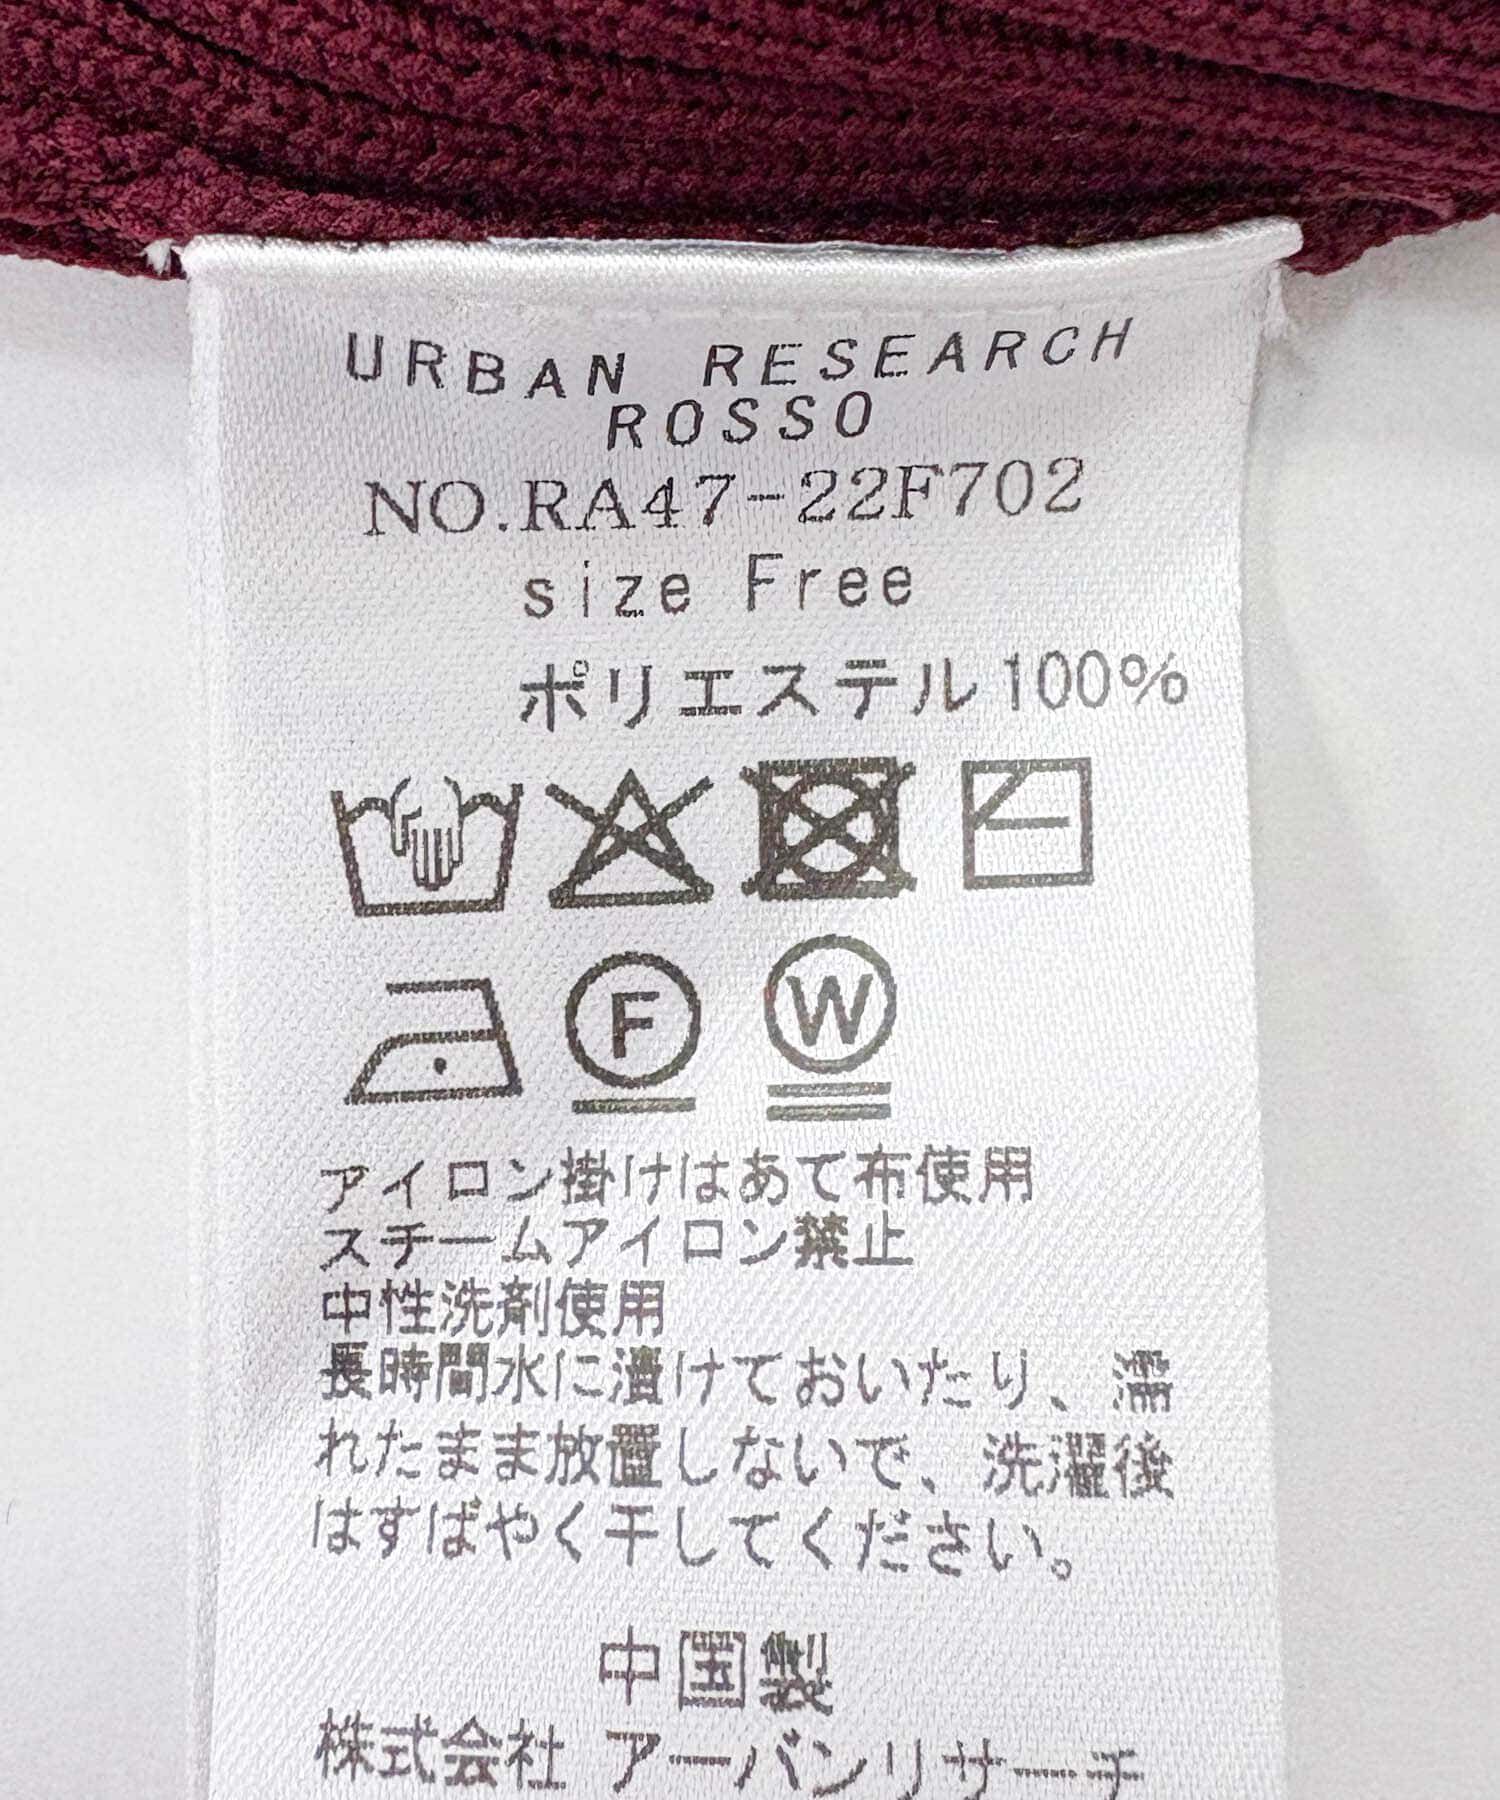 URBAN RESEARCH
ROSSO
NO.RA47-22F702
size Free
ポリエステル100%
F
W
アイロン掛けはあて布使用
スチームアイロン禁止
中性洗剤使用
長時間水に漬けておいたり、濡
れたまま放置しないで、洗濯後
はすばやく干してください。
中国製
株式会社 アーバンリサーチ